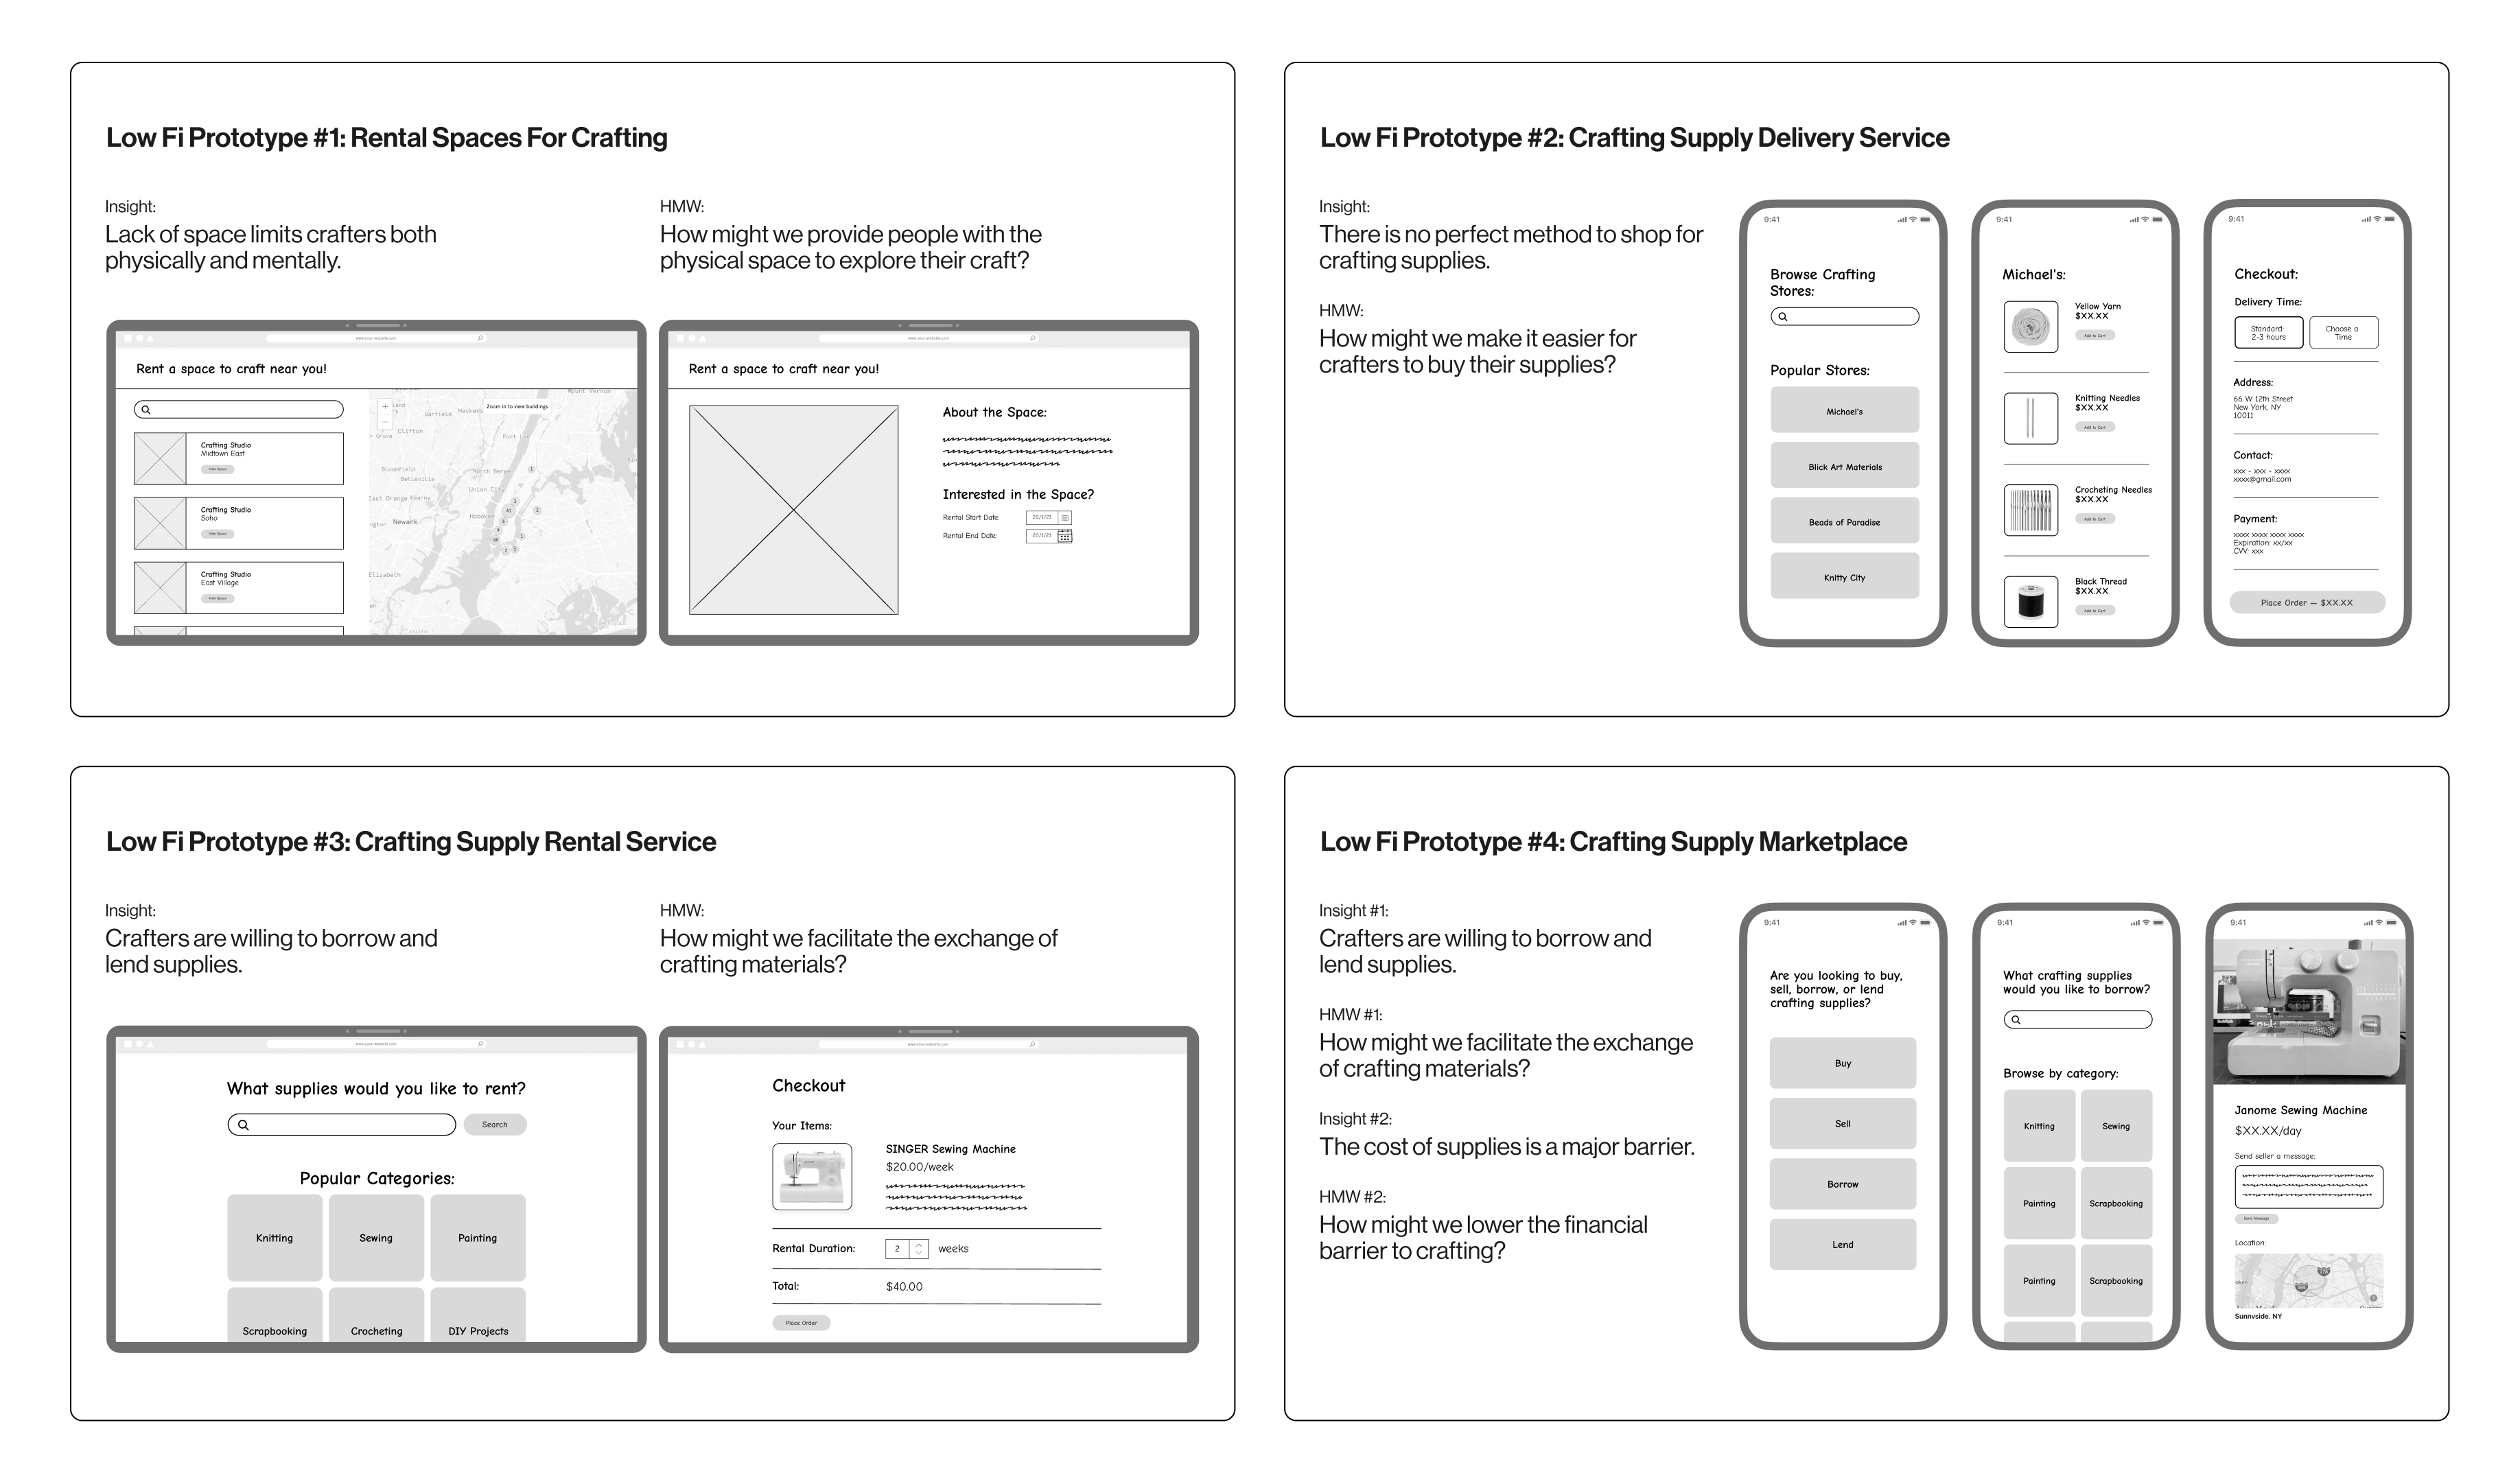 Low Fi Prototype #1: Rental Spaces For Crafting
Insight:
Lack of space limits crafters both
physically and mentally.
HMW:
How might we provide people with the
physical space to explore their craft?
www.your-website.com
Rent a space to craft near you!
Crafting Studio
Midtown East
View Space
Crafting Studio
Soho
View Space
Crafting Studio
East Village
View Space
Zoom in to view buildings
Mount Vernon
Garfield
Clifton
Fort
Bloomfield
Belleville
North Bergen
Union City
East Orange
Kearny
Newark
Hoboken
Elizabeth
1
3
41
2
6
9
18
1
2
www.your-website.com
Rent a space to craft near you!
About the Space:
Interested in the Space?
Rental Start Date:
20/1/21
Rental End Date:
20/1/21
Low Fi Prototype #2: Crafting Supply Delivery Service
Insight:
There is no perfect method to shop for
crafting supplies.
HMW:
How might we make it easier for
crafters to buy their supplies?
9:41
Browse Crafting
Stores:
Popular Stores:
Michael's
Blick Art Materials
Beads of Paradise
Knitty City
9:41
Michael's:
Yellow Yarn
$XX.XX
Add to Cart
Knitting Needles
$XX.XX
Add to Cart
Crocheting Needles
$XX.XX
Add to Cart
Black Thread
$XX.XX
Add to Cart
9:41
Checkout:
Delivery Time:
Standard:
2-3 hours
Choose a
Time
Address:
66 W 12th Street
New York, NY
10011
Contact:
xxx - xxx - xxxx
xxxx@gmail.com
Payment:
xxxx xxxx xxxx xxxx
Expiration: xx/xx
CVV: xxx
Place Order — $XX.XX
Low Fi Prototype #3: Crafting Supply Rental Service
Insight:
Crafters are willing to borrow and
lend supplies.
HMW:
How might we facilitate the exchange of
crafting materials?
www.your-website.com
What supplies would you like to rent?
Search
Popular Categories:
Knitting
Sewing
Painting
Scrapbooking
Crocheting
DIY Projects
www.your-website.com
Checkout
Your Items:
SINGER Sewing Machine
$20.00/week
Rental Duration:
2
weeks
Total:
$40.00
Place Order
Low Fi Prototype #4: Crafting Supply Marketplace
Insight #1:
Crafters are willing to borrow and
lend supplies.
HMW #1:
How might we facilitate the exchange
of crafting materials?
Insight #2:
The cost of supplies is a major barrier.
HMW #2:
How might we lower the financial
barrier to crafting?
9:41
Are you looking to buy,
sell, borrow, or lend
crafting supplies?
Buy
Sell
Borrow
Lend
9:41
What crafting supplies
would you like to borrow?
Browse by category:
Knitting
Sewing
Painting
Scrapbooking
Painting
Scrapbooking
9:41
Janome Sewing Machine
$XX.XX/day
Send seller a message:
Send Message
Location:
Sunnyside, NY